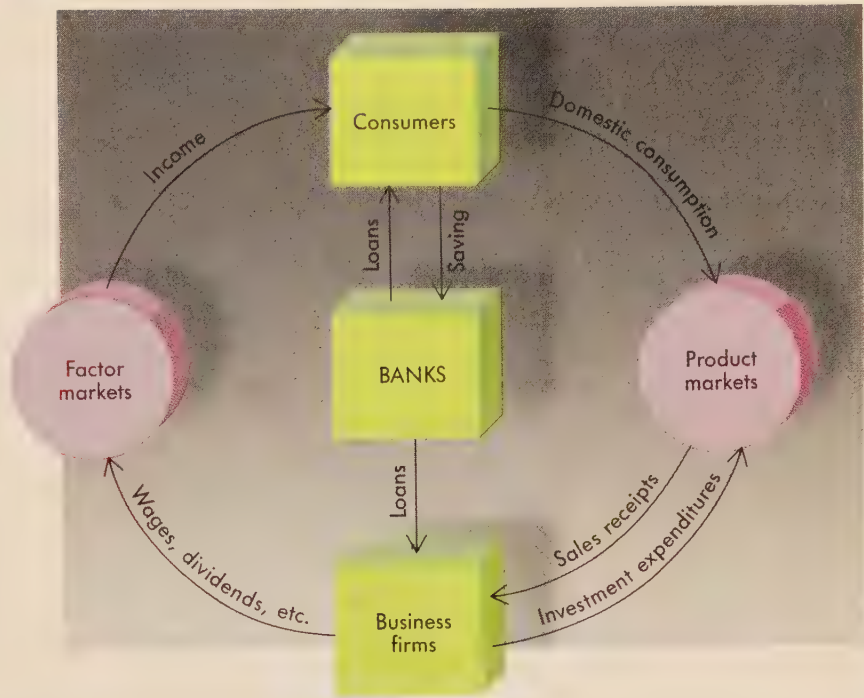 Consumers
Income
Domestic consumption
Loans
Saving
Factor
markets
BANKS
Product
markets
Loans
Wages, dividends, etc.
Sales receipts
Investment expenditures
Business
firms